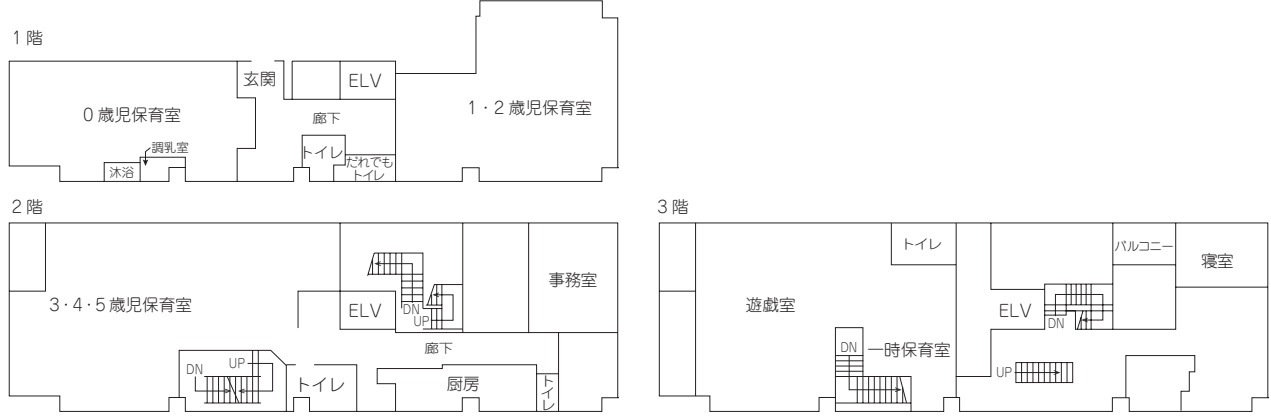 1階
玄関
ELV
0歳児保育室
1・2歳児保育室
廊下
調乳室
トイレ
だれでも
トイレ
沐浴
2階
事務室
3・4・5歳児保育室
ELV
DN
UP
廊下
DN
UP
トイレ
厨房
トイレ
3階
トイレ
バルコニー
寝室
遊戯室
ELV
DN
DN
一時保育室
UP